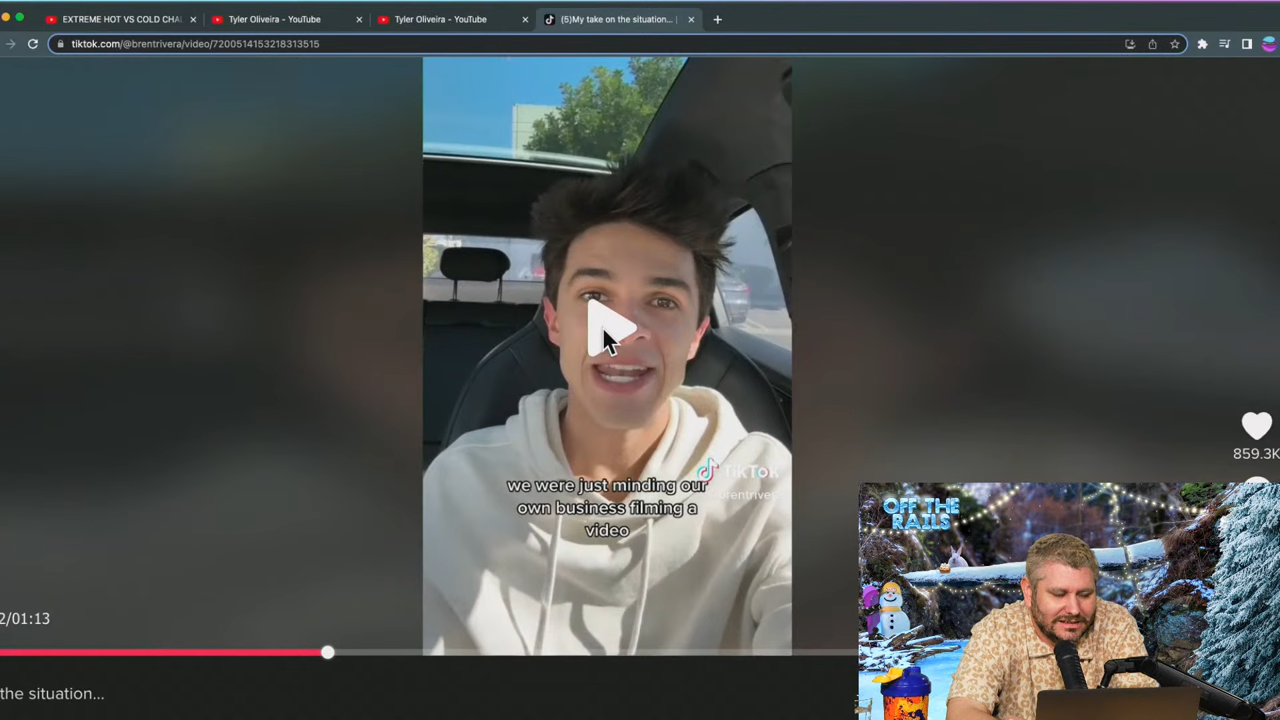 EXTREME HOT VS COLD CHAL
Tyler Oliveira - YouTube
Tyler Oliveira - YouTube
(5)My take on the situation... |
tiktok.com/@brentrivera/video/7200514153218313515
we were just minding our
own business filming a
video
TikTok
brentriver
859.3K
OFF THE
RAILS
2/01:13
the situation...